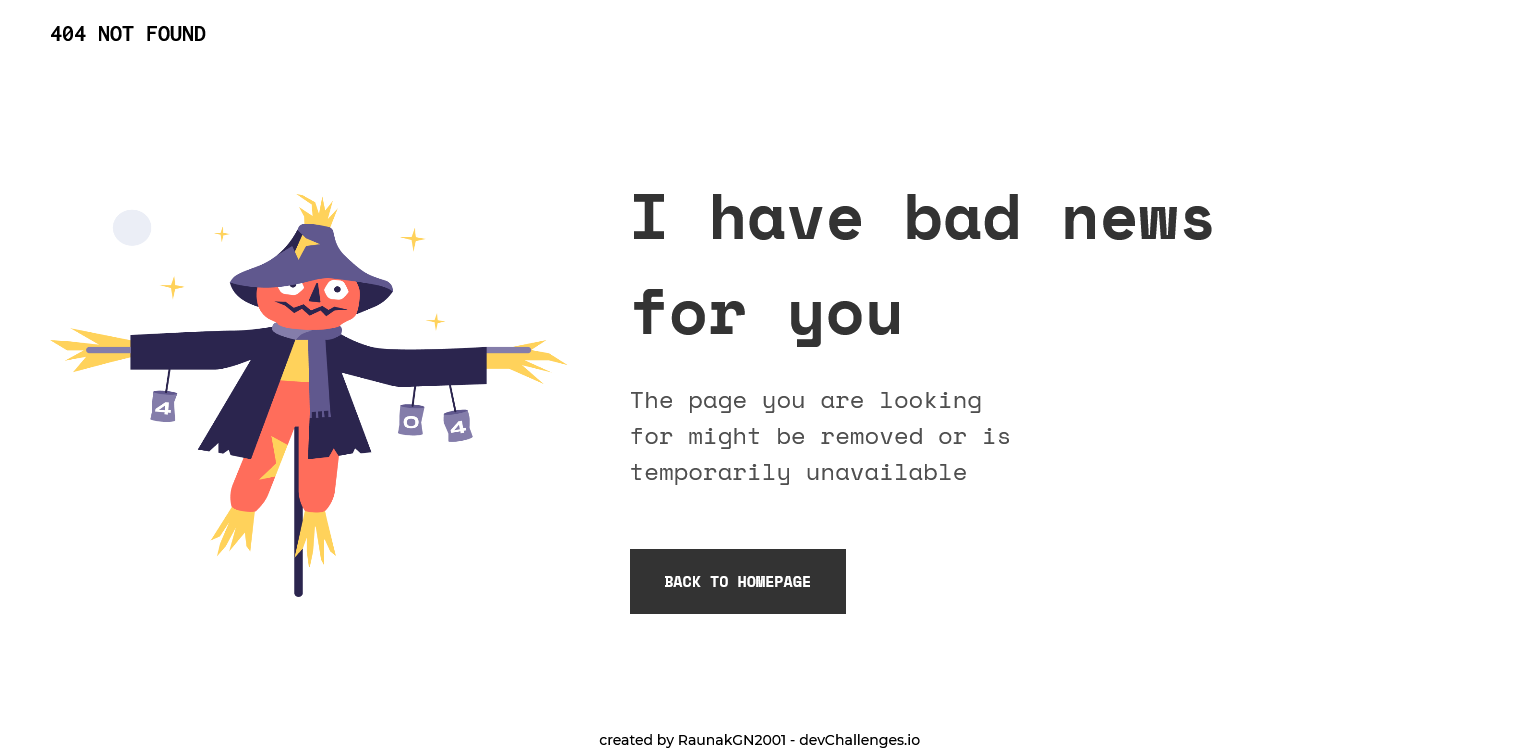 404 NOT FOUND
I have bad news
for you
The page you are looking
for might be removed or is
temporarily unavailable
4
0
4
BACK TO HOMEPAGE
created by RaunakGN2001 - devChallenges.io